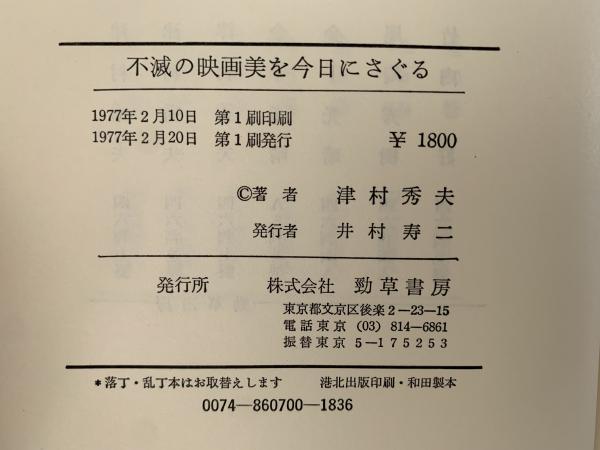 不滅の映画美を今日にさぐる
1977年2月10日 第1刷印刷
1977年2月20日 第1刷発行 ¥ 1800
©著者 津村秀夫
発行者 井村寿二
発行所 株式会社 勁草書房
東京都文京区後楽2－23－15
電話東京 (03) 814－6861
振替東京 5－175253
*落丁・乱丁本はお取替えします 港北出版印刷・和田製本
0074－860700－1836